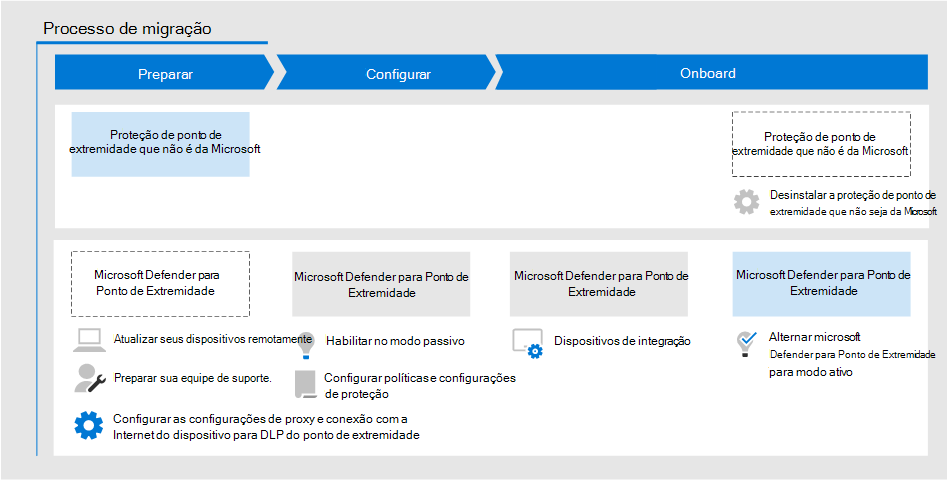 Processo de migração
Preparar
Configurar
Onboard
Proteção de ponto de
extremidade que não é da Microsoft
Proteção de ponto de
extremidade que não é da Microsoft
Desinstalar a proteção de ponto de
extremidade que não seja da Microsoft
Microsoft Defender para
Ponto de Extremidade
Microsoft Defender para Ponto de
Extremidade
Microsoft Defender para Ponto de
Extremidade
Microsoft Defender para Ponto de
Extremidade
Atualizar seus dispositivos remotamente
Habilitar no modo passivo
Dispositivos de integração
Alternar microsoft
Defender para Ponto de Extremidade
para modo ativo
Preparar sua equipe de suporte.
Configurar políticas e configurações
de proteção
Configurar as configurações de proxy e conexão com a
Internet do dispositivo para DLP do ponto de extremidade